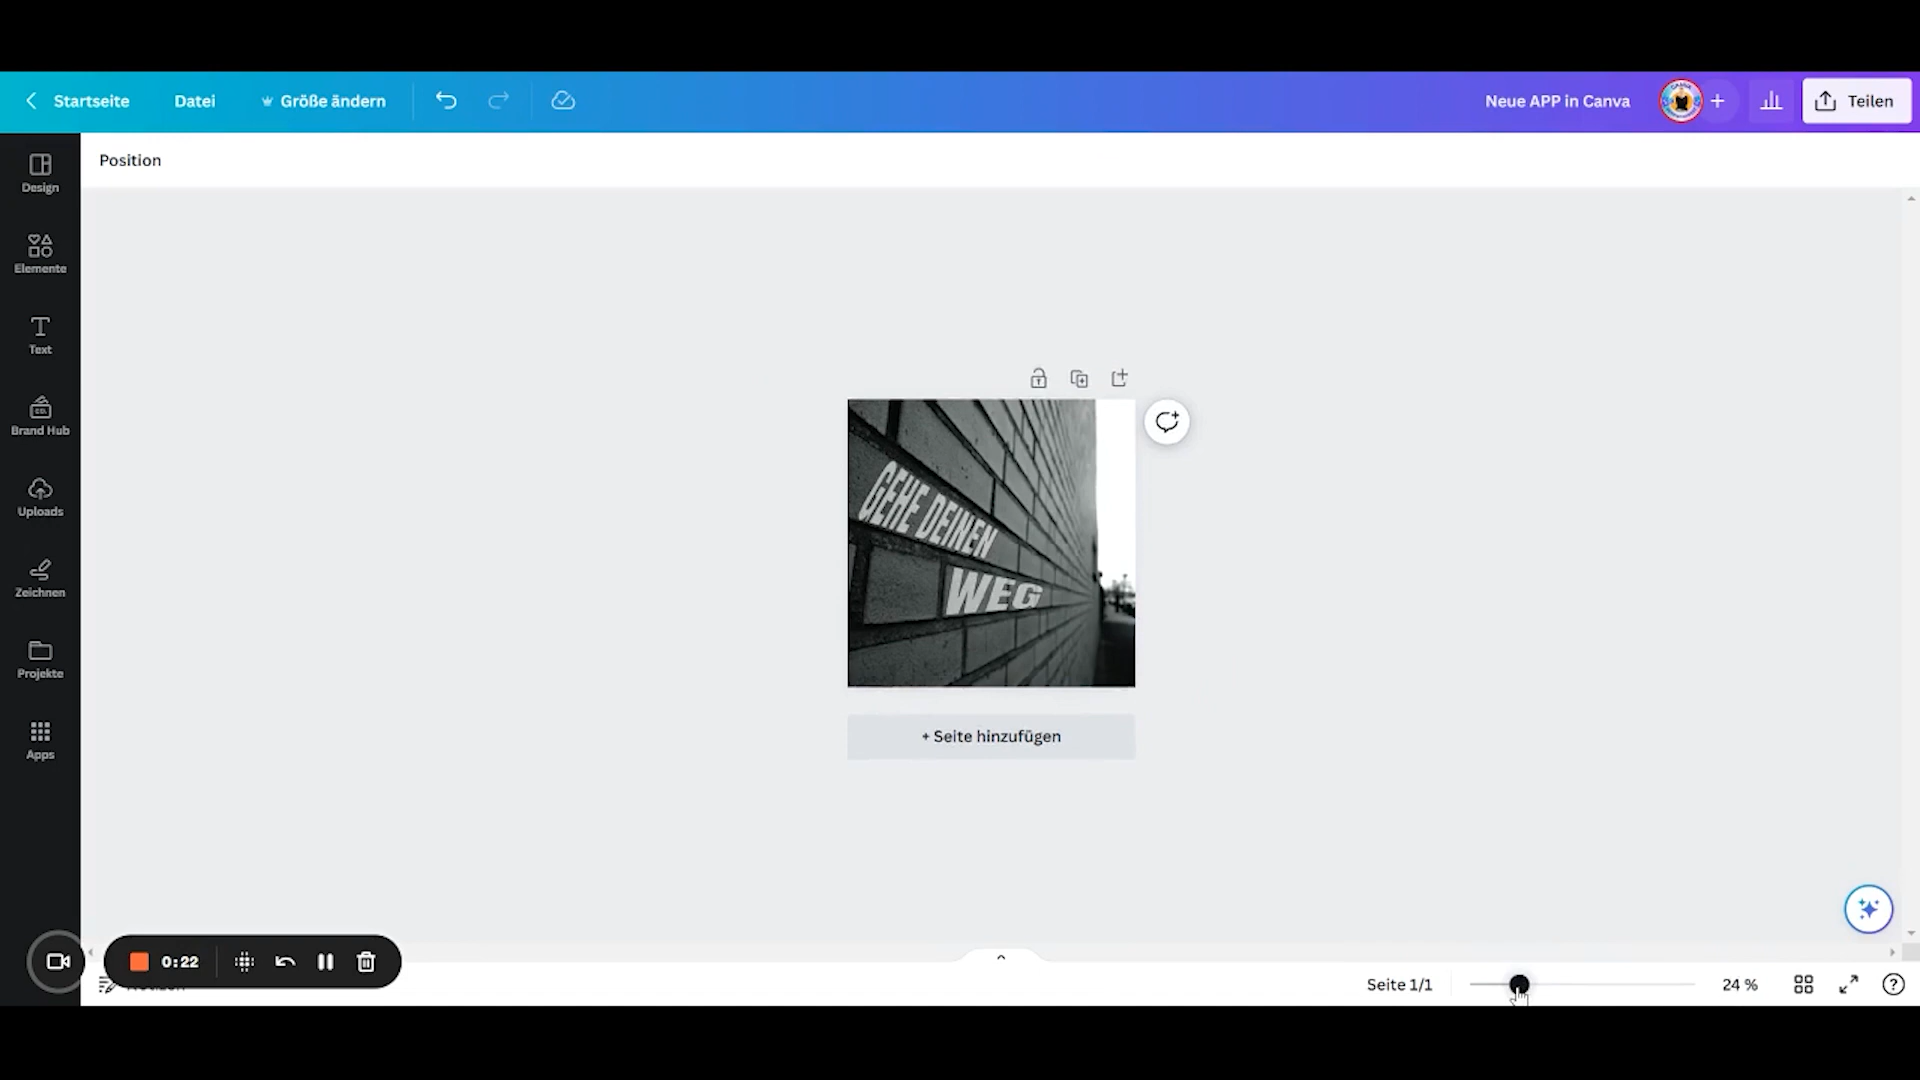 Startseite
Datei
Größe ändern
Neue APP in Canva
+
Teilen
Position
Design
Elemente
Text
Brand Hub
Uploads
Zeichnen
Projekte
Apps
GEHE DEINEN
WEG
+ Seite hinzufügen
0:22
Seite 1/1
24 %
?